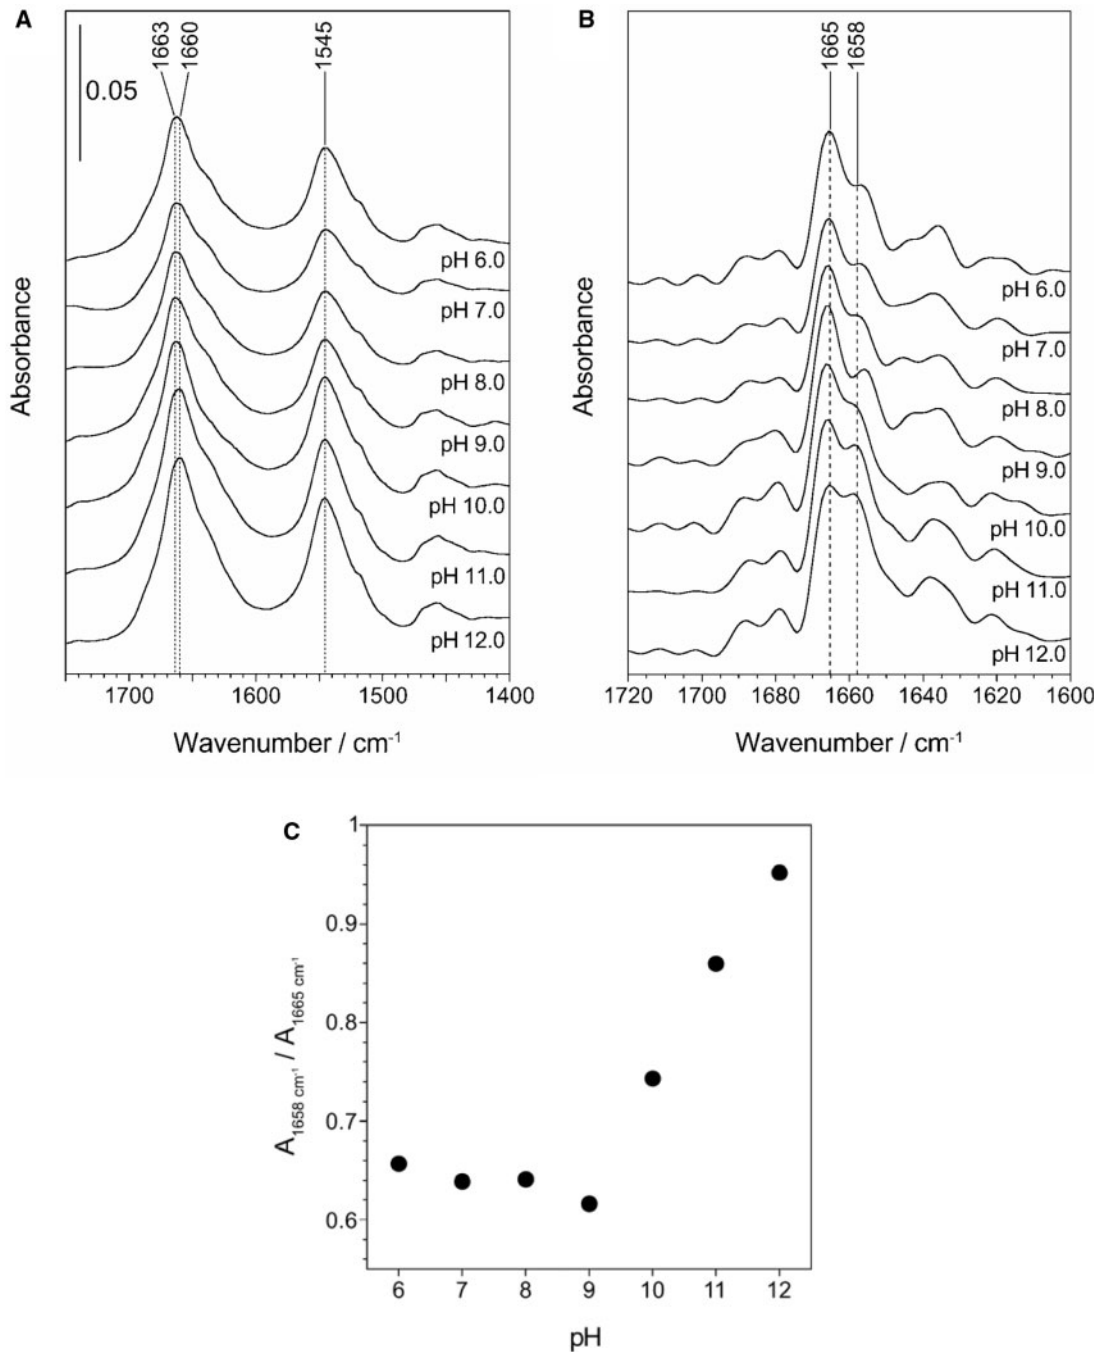 A
1663
1660
1545
0.05
Absorbance
pH 6.0
pH 7.0
pH 8.0
pH 9.0
pH 10.0
pH 11.0
pH 12.0
1700 1600 1500 1400
Wavenumber / cm⁻¹
B
1665
1658
Absorbance
pH 6.0
pH 7.0
pH 8.0
pH 9.0
pH 10.0
pH 11.0
pH 12.0
1720 1700 1680 1660 1640 1620 1600
Wavenumber / cm⁻¹
C
A1658 cm⁻¹ / A1665 cm⁻¹
1
0.9
0.8
0.7
0.6
6 7 8 9 10 11 12
pH